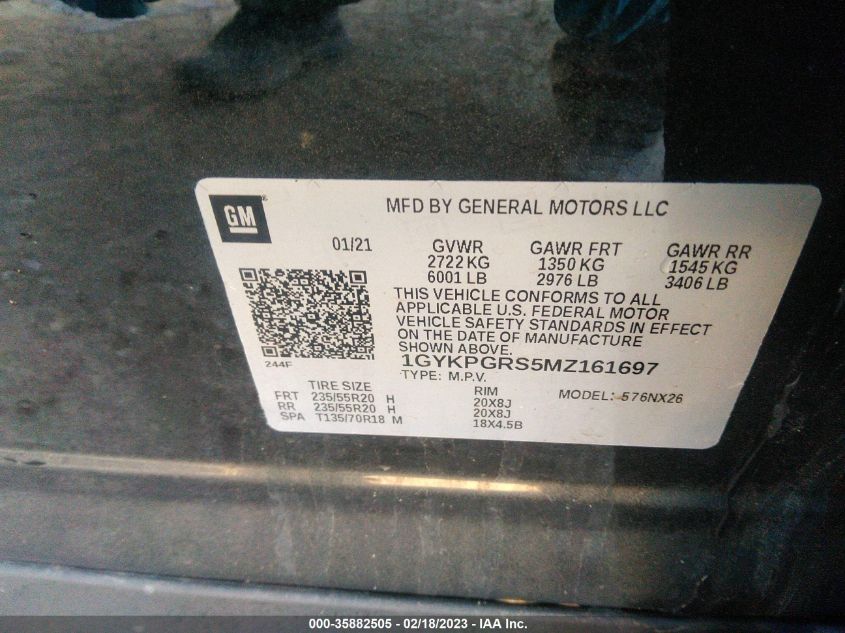 GM
MFD BY GENERAL MOTORS LLC
01/21 GVWR GAWR FRT GAWR RR
2722 KG 1350 KG 1545 KG
6001 LB 2976 LB 3406 LB
THIS VEHICLE CONFORMS TO ALL
APPLICABLE U.S. FEDERAL MOTOR
VEHICLE SAFETY STANDARDS IN EFFECT
ON THE DATE OF MANUFACTURE
SHOWN ABOVE.
244F
1GYKPGRS5MZ161697
TYPE: M.P.V.
TIRE SIZE RIM MODEL: 576NX26
FRT 235/55R20 H 20X8J
RR 235/55R20 H 20X8J
SPA T135/70R18 M 18X4.5B
000-35882505 - 02/18/2023 - IAA Inc.